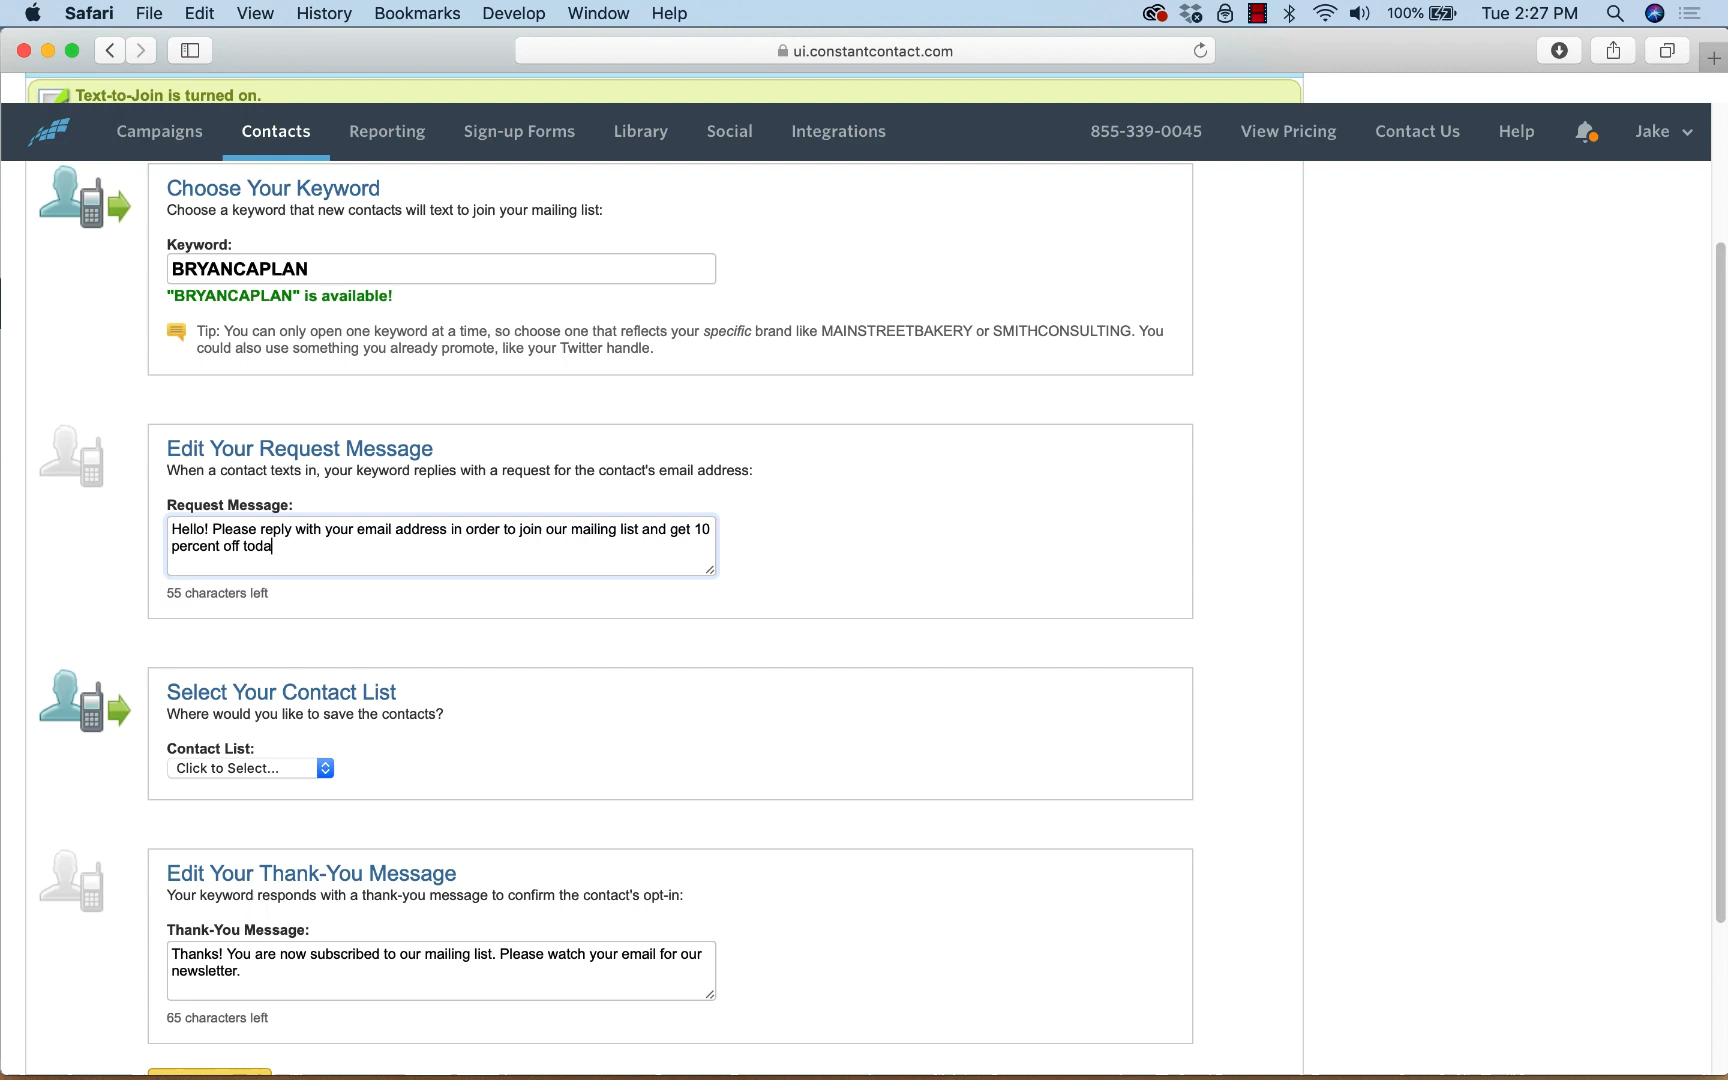 Safari File Edit View History Bookmarks Develop Window Help 100% Tue 2:27 PM
ui.constantcontact.com
Text-to-Join is turned on.
Campaigns Contacts Reporting Sign-up Forms Library Social Integrations 855-339-0045 View Pricing Contact Us Help Jake
Choose Your Keyword
Choose a keyword that new contacts will text to join your mailing list:
Keyword:
BRYANCAPLAN
"BRYANCAPLAN" is available!
Tip: You can only open one keyword at a time, so choose one that reflects your specific brand like MAINSTREETBAKERY or SMITHCONSULTING. You
could also use something you already promote, like your Twitter handle.
Edit Your Request Message
When a contact texts in, your keyword replies with a request for the contact's email address:
Request Message:
Hello! Please reply with your email address in order to join our mailing list and get 10
percent off toda
55 characters left
Select Your Contact List
Where would you like to save the contacts?
Contact List:
Click to Select...
Edit Your Thank-You Message
Your keyword responds with a thank-you message to confirm the contact's opt-in:
Thank-You Message:
Thanks! You are now subscribed to our mailing list. Please watch your email for our
newsletter.
65 characters left